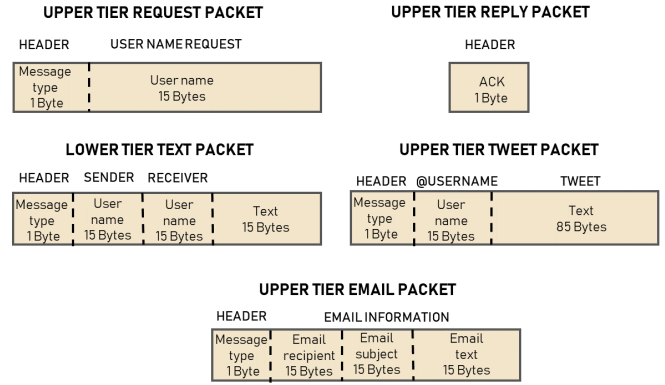 UPPER TIER REQUEST PACKET
HEADER USER NAME REQUEST
Message type 1 Byte
User name 15 Bytes
UPPER TIER REPLY PACKET
HEADER
ACK
1 Byte
LOWER TIER TEXT PACKET
HEADER SENDER RECEIVER
Message type 1 Byte
User name 15 Bytes
User name 15 Bytes
Text 15 Bytes
UPPER TIER TWEET PACKET
HEADER @USERNAME TWEET
Message type 1 Byte
User name 15 Bytes
Text 85 Bytes
UPPER TIER EMAIL PACKET
HEADER EMAIL INFORMATION
Message type 1 Byte
Email recipient 15 Bytes
Email subject 15 Bytes
Email text 15 Bytes